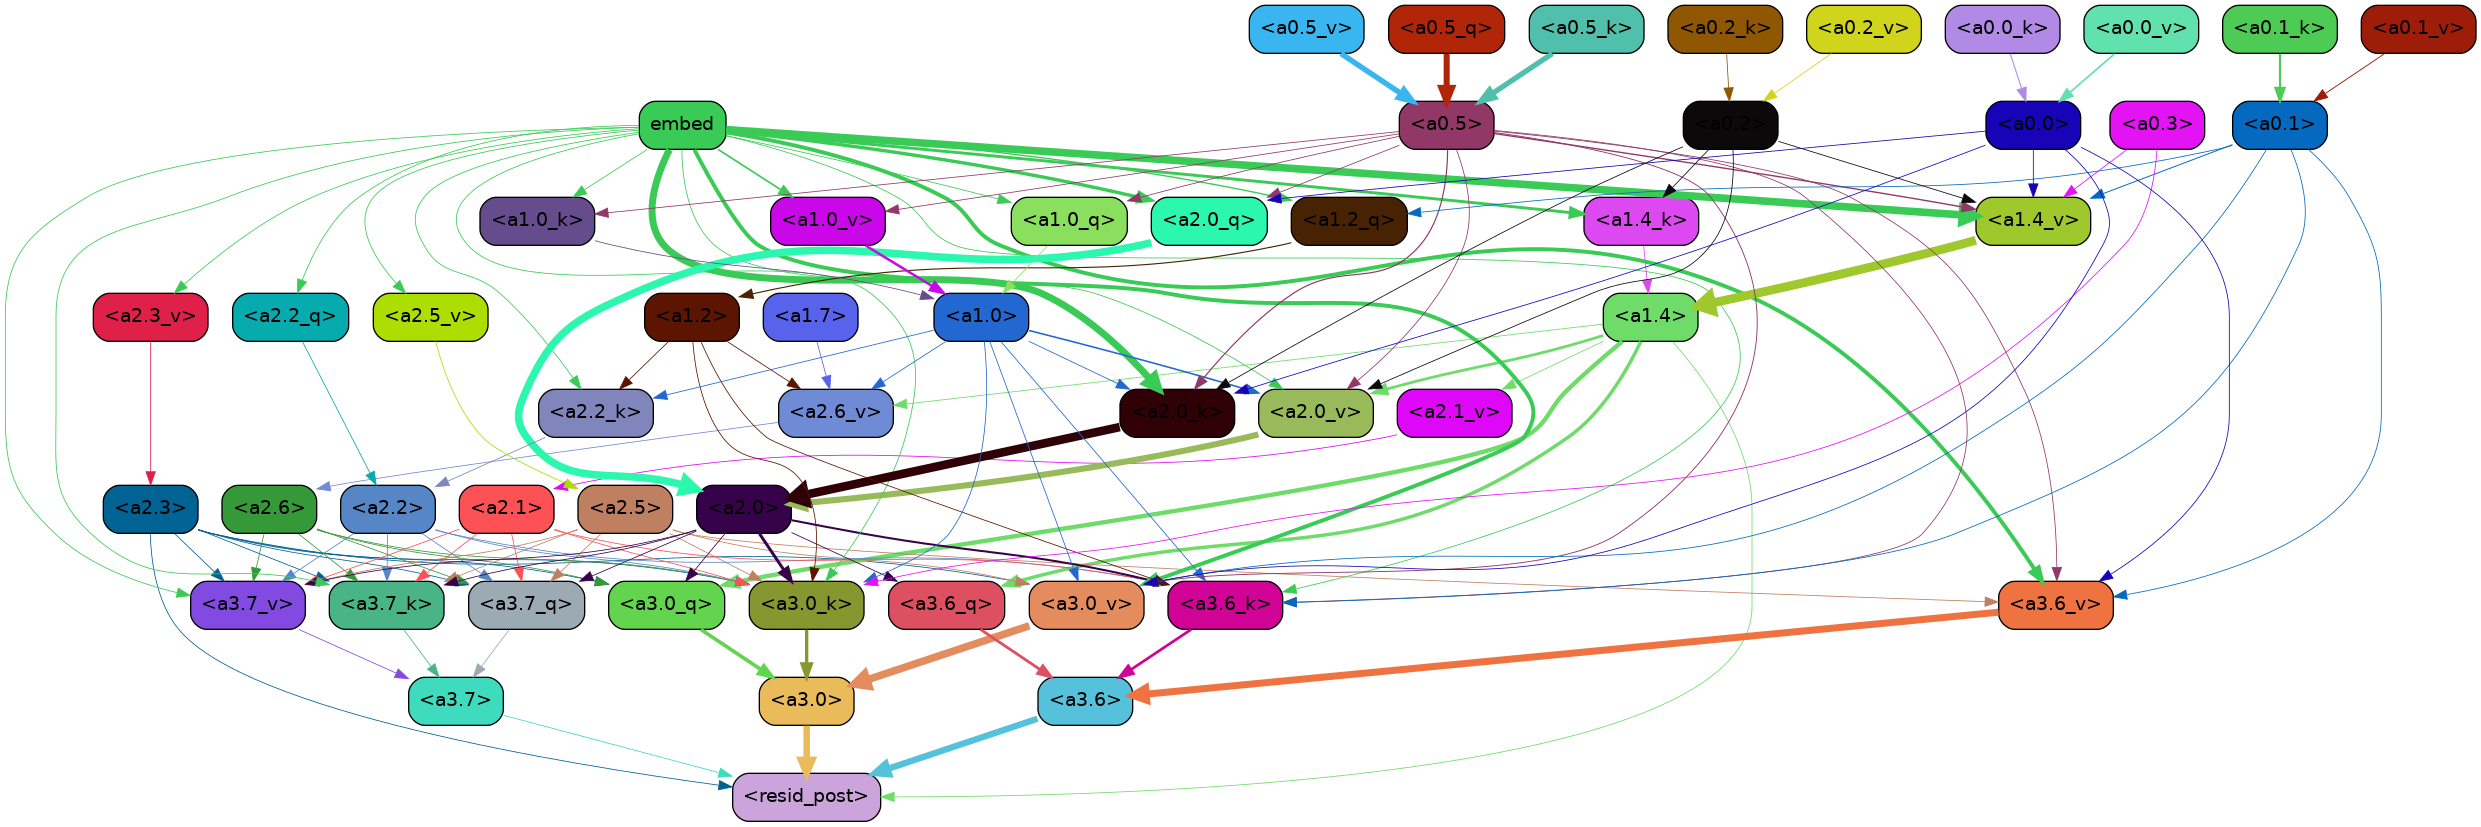 <a0.5_v> <a0.5_q> <a0.5_k> <a0.2_k> <a0.2_v> <a0.0_k> <a0.0_v> <a0.1_k> <a0.1_v>
embed <a0.5> <a0.2> <a0.0> <a0.3> <a0.1>
<a1.0_k> <a1.0_v> <a1.0_q> <a2.0_q> <a1.2_q> <a1.4_k> <a1.4_v>
<a2.3_v> <a2.2_q> <a2.5_v> <a1.2> <a1.7> <a1.0> <a1.4>
<a2.2_k> <a2.6_v> <a2.0_k> <a2.0_v> <a2.1_v>
<a2.3> <a2.6> <a2.2> <a2.1> <a2.5> <a2.0>
<a3.7_v> <a3.7_k> <a3.7_q> <a3.0_q> <a3.0_k> <a3.6_q> <a3.0_v> <a3.6_k> <a3.6_v>
<a3.7> <a3.0> <a3.6>
<resid_post>